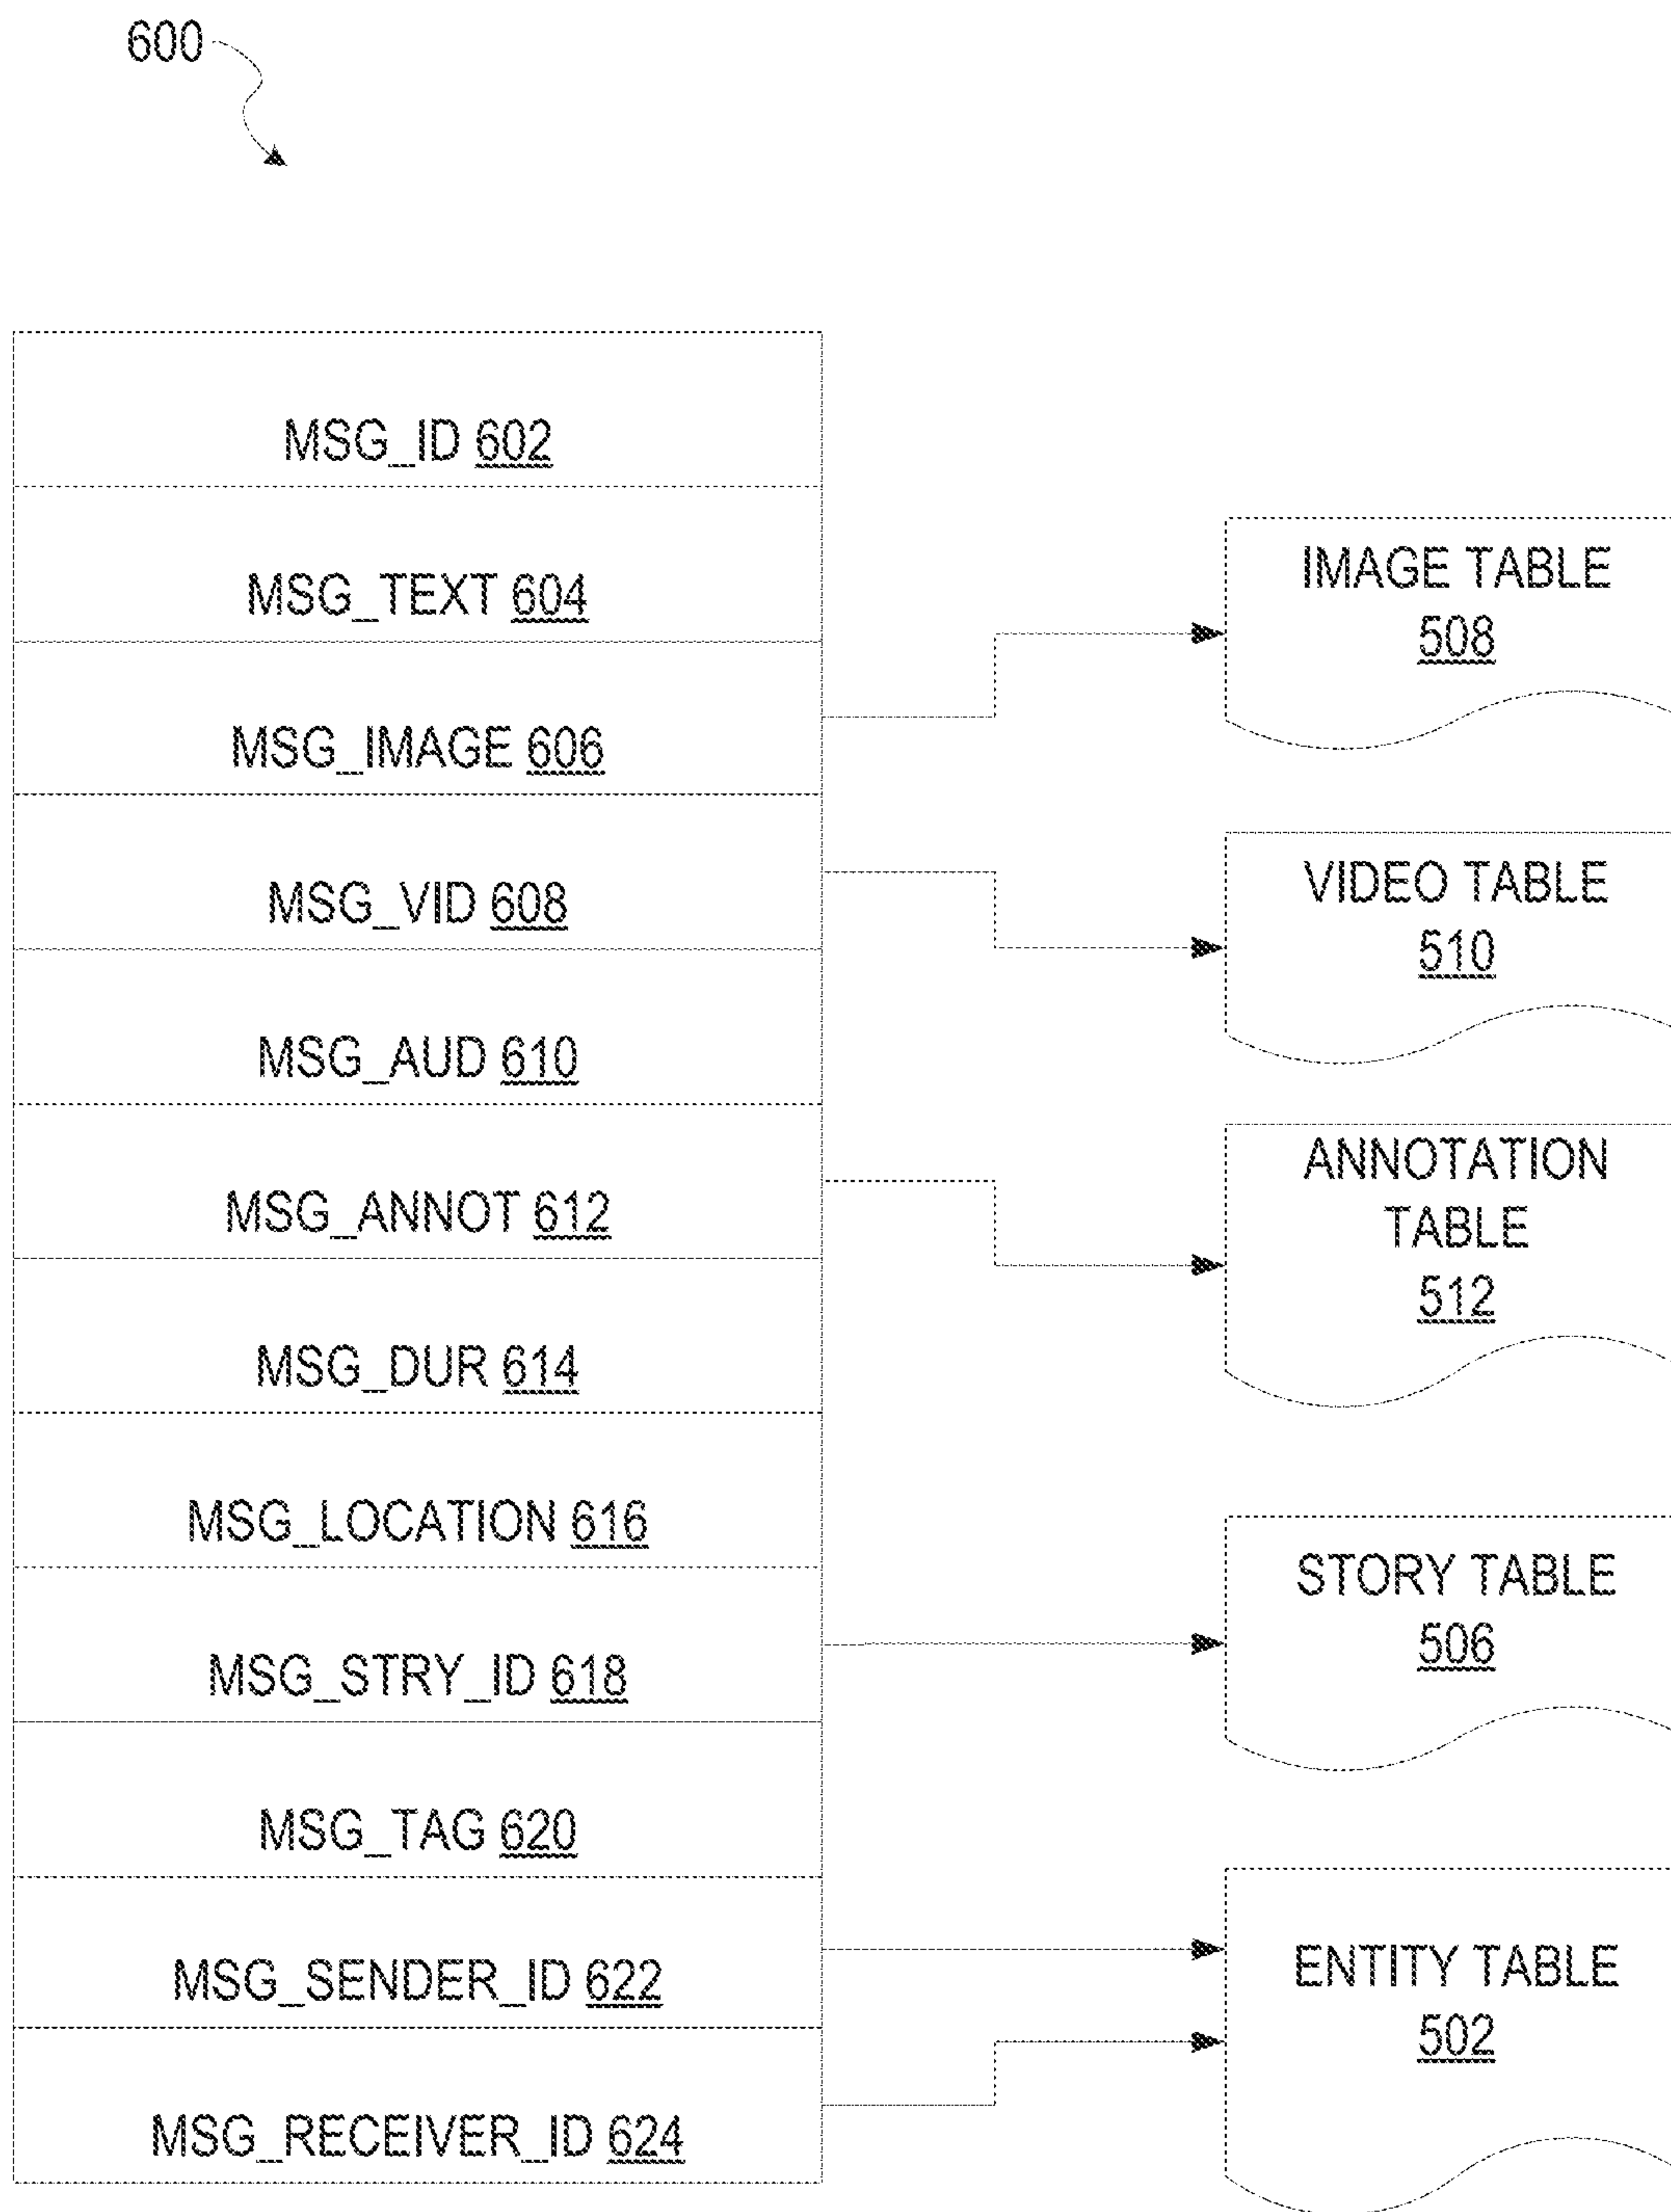 600
MSG_ID 602
MSG_TEXT 604
MSG_IMAGE 606
MSG_VID 608
MSG_AUD 610
MSG_ANNOT 612
MSG_DUR 614
MSG_LOCATION 616
MSG_STRY_ID 618
MSG_TAG 620
MSG_SENDER_ID 622
MSG_RECEIVER_ID 624
IMAGE TABLE
508
VIDEO TABLE
510
ANNOTATION
TABLE
512
STORY TABLE
506
ENTITY TABLE
502